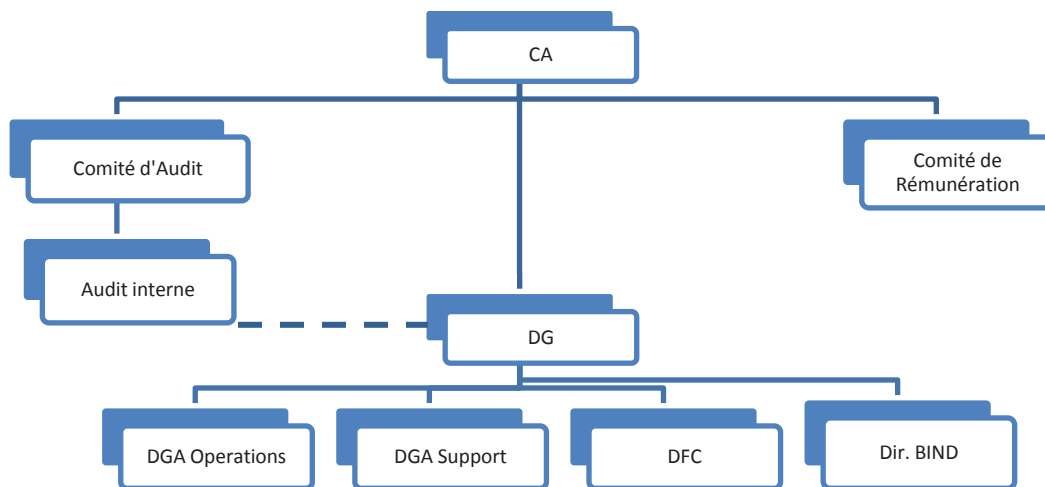 CA
Comité d'Audit
Comité de
Rémunération
Audit interne
DG
DGA Operations
DGA Support
DFC
Dir. BIND